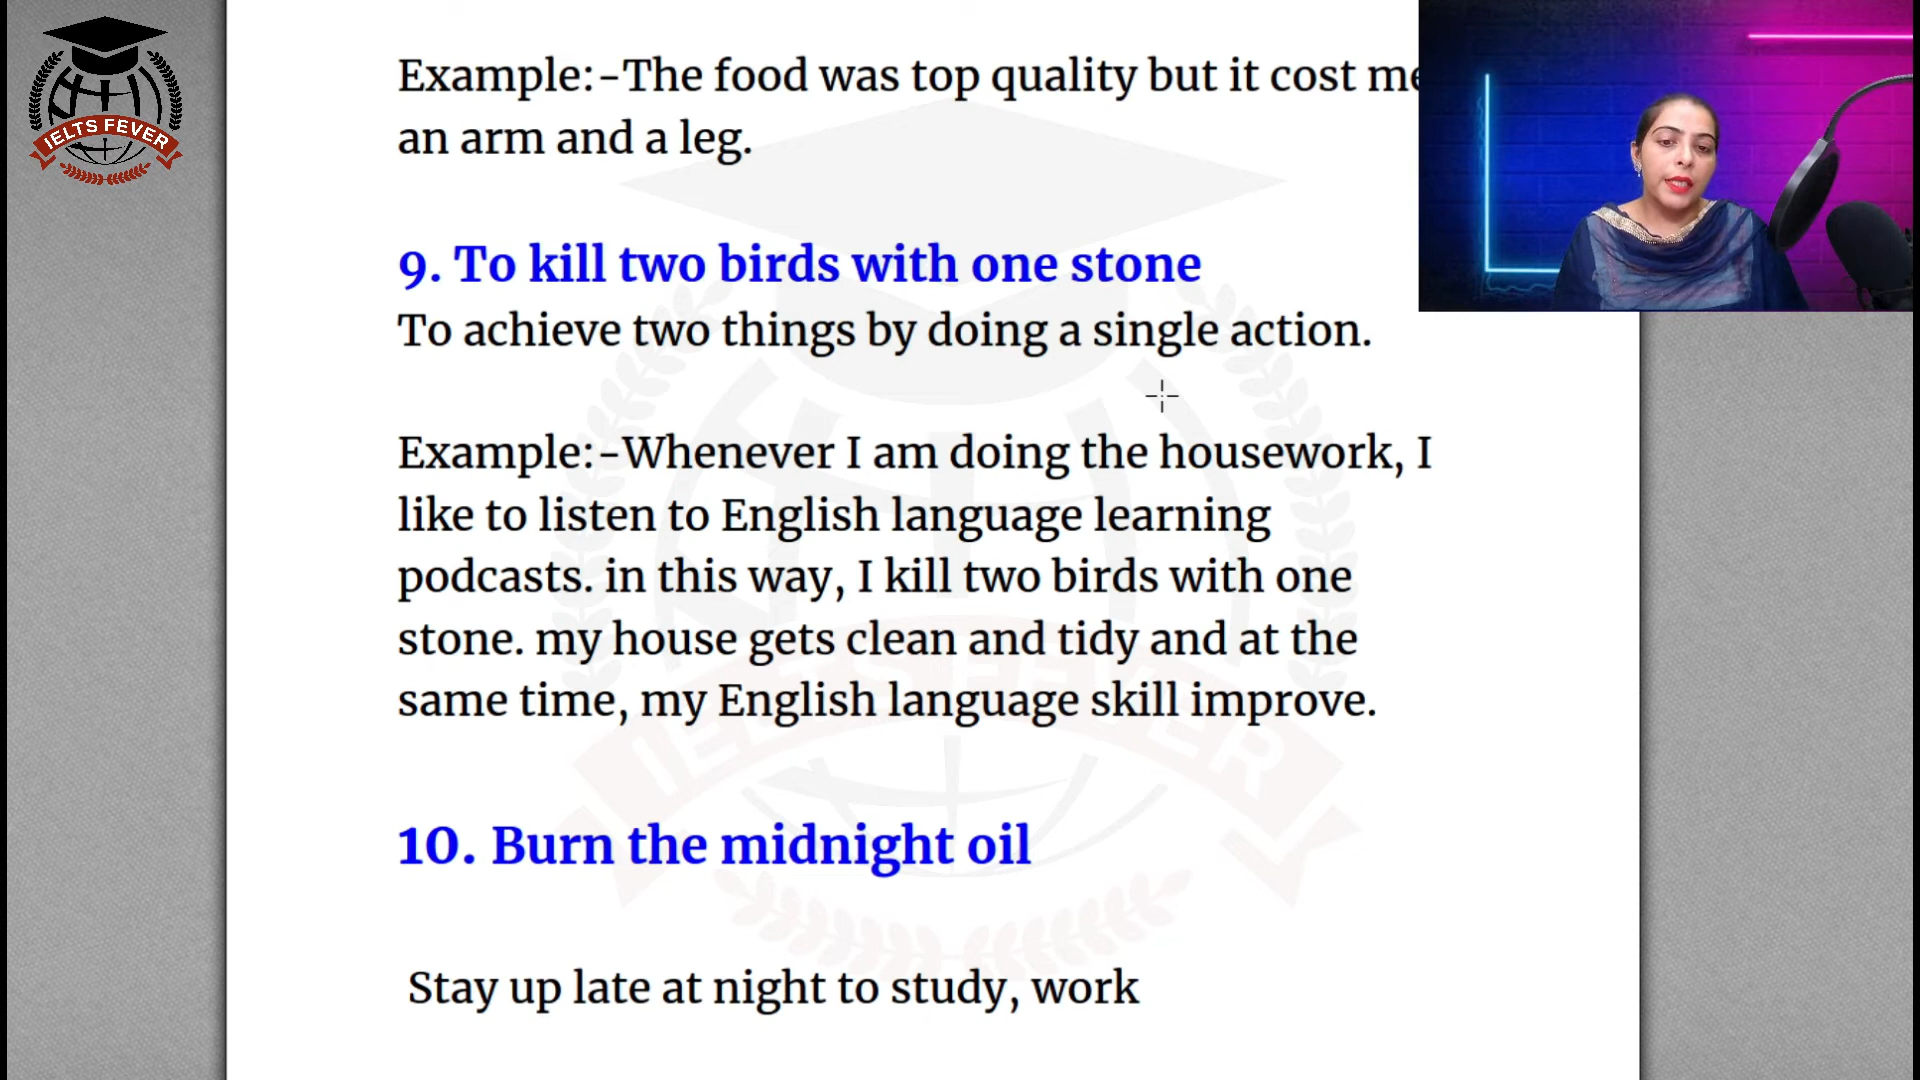 IELTS FEVER
Example:-The food was top quality but it cost me
an arm and a leg.
9. To kill two birds with one stone
To achieve two things by doing a single action.
Example:-Whenever I am doing the housework, I
like to listen to English language learning
podcasts. in this way, I kill two birds with one
stone. my house gets clean and tidy and at the
same time, my English language skill improve.
IELTS FEVER
10. Burn the midnight oil
Stay up late at night to study, work